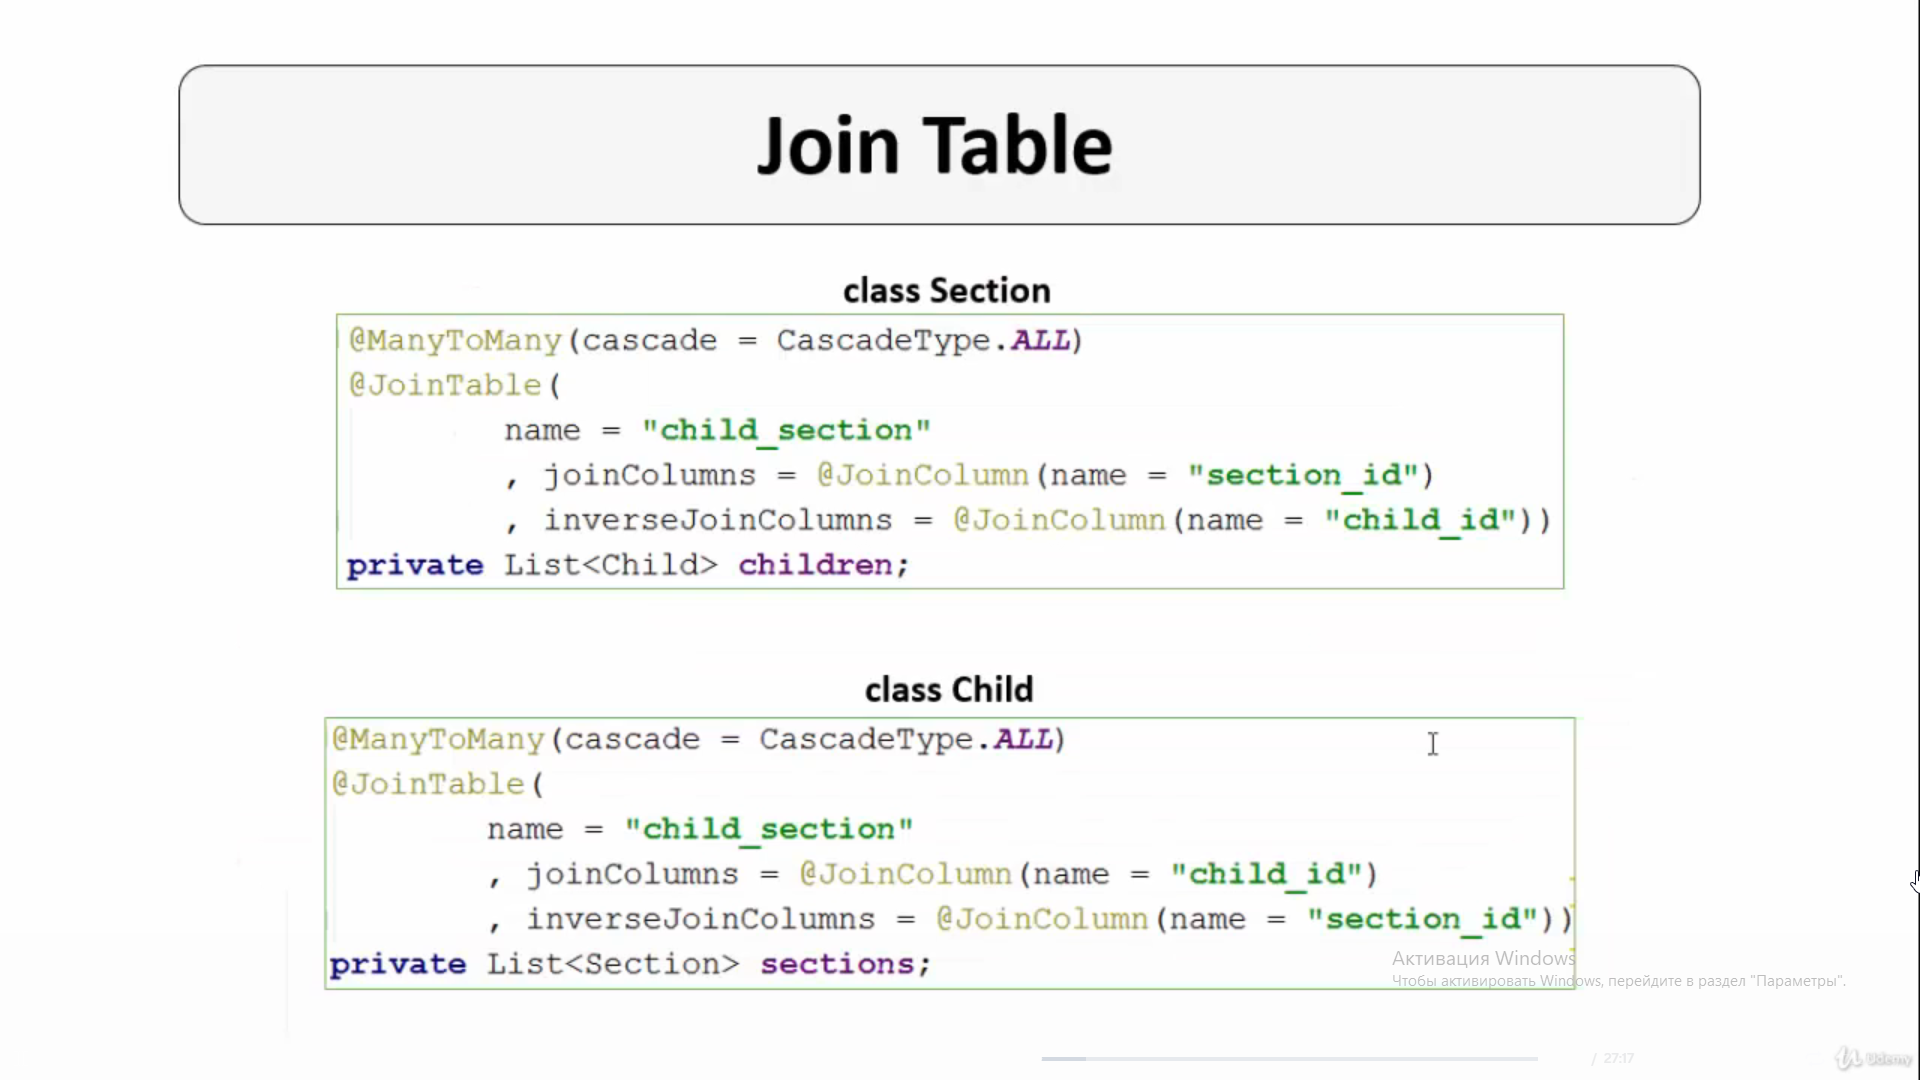 Join Table
class Section
@ManyToMany(cascade = CascadeType.ALL)
@JoinTable(
name = "child_section"
, joinColumns = @JoinColumn(name = "section_id")
, inverseJoinColumns = @JoinColumn(name = "child_id"))
private List<Child> children;
class Child
@ManyToMany(cascade = CascadeType.ALL)
@JoinTable(
name = "child_section"
, joinColumns = @JoinColumn(name = "child_id")
, inverseJoinColumns = @JoinColumn(name = "section_id"))
private List<Section> sections;
Активация Windows
Чтобы активировать Windows, перейдите в раздел "Параметры".
/ 27:17
Udemy